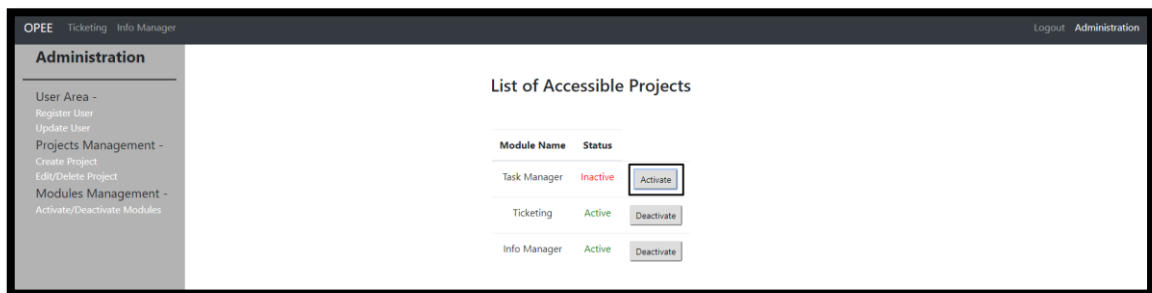 OPEE Ticketing Info Manager Logout Administration
Administration
User Area -
Register User
Update User
Projects Management -
Create Project
Edit/Delete Project
Modules Management -
Activate/Deactivate Modules
List of Accessible Projects
Module Name Status
Task Manager Inactive Activate
Ticketing Active Deactivate
Info Manager Active Deactivate